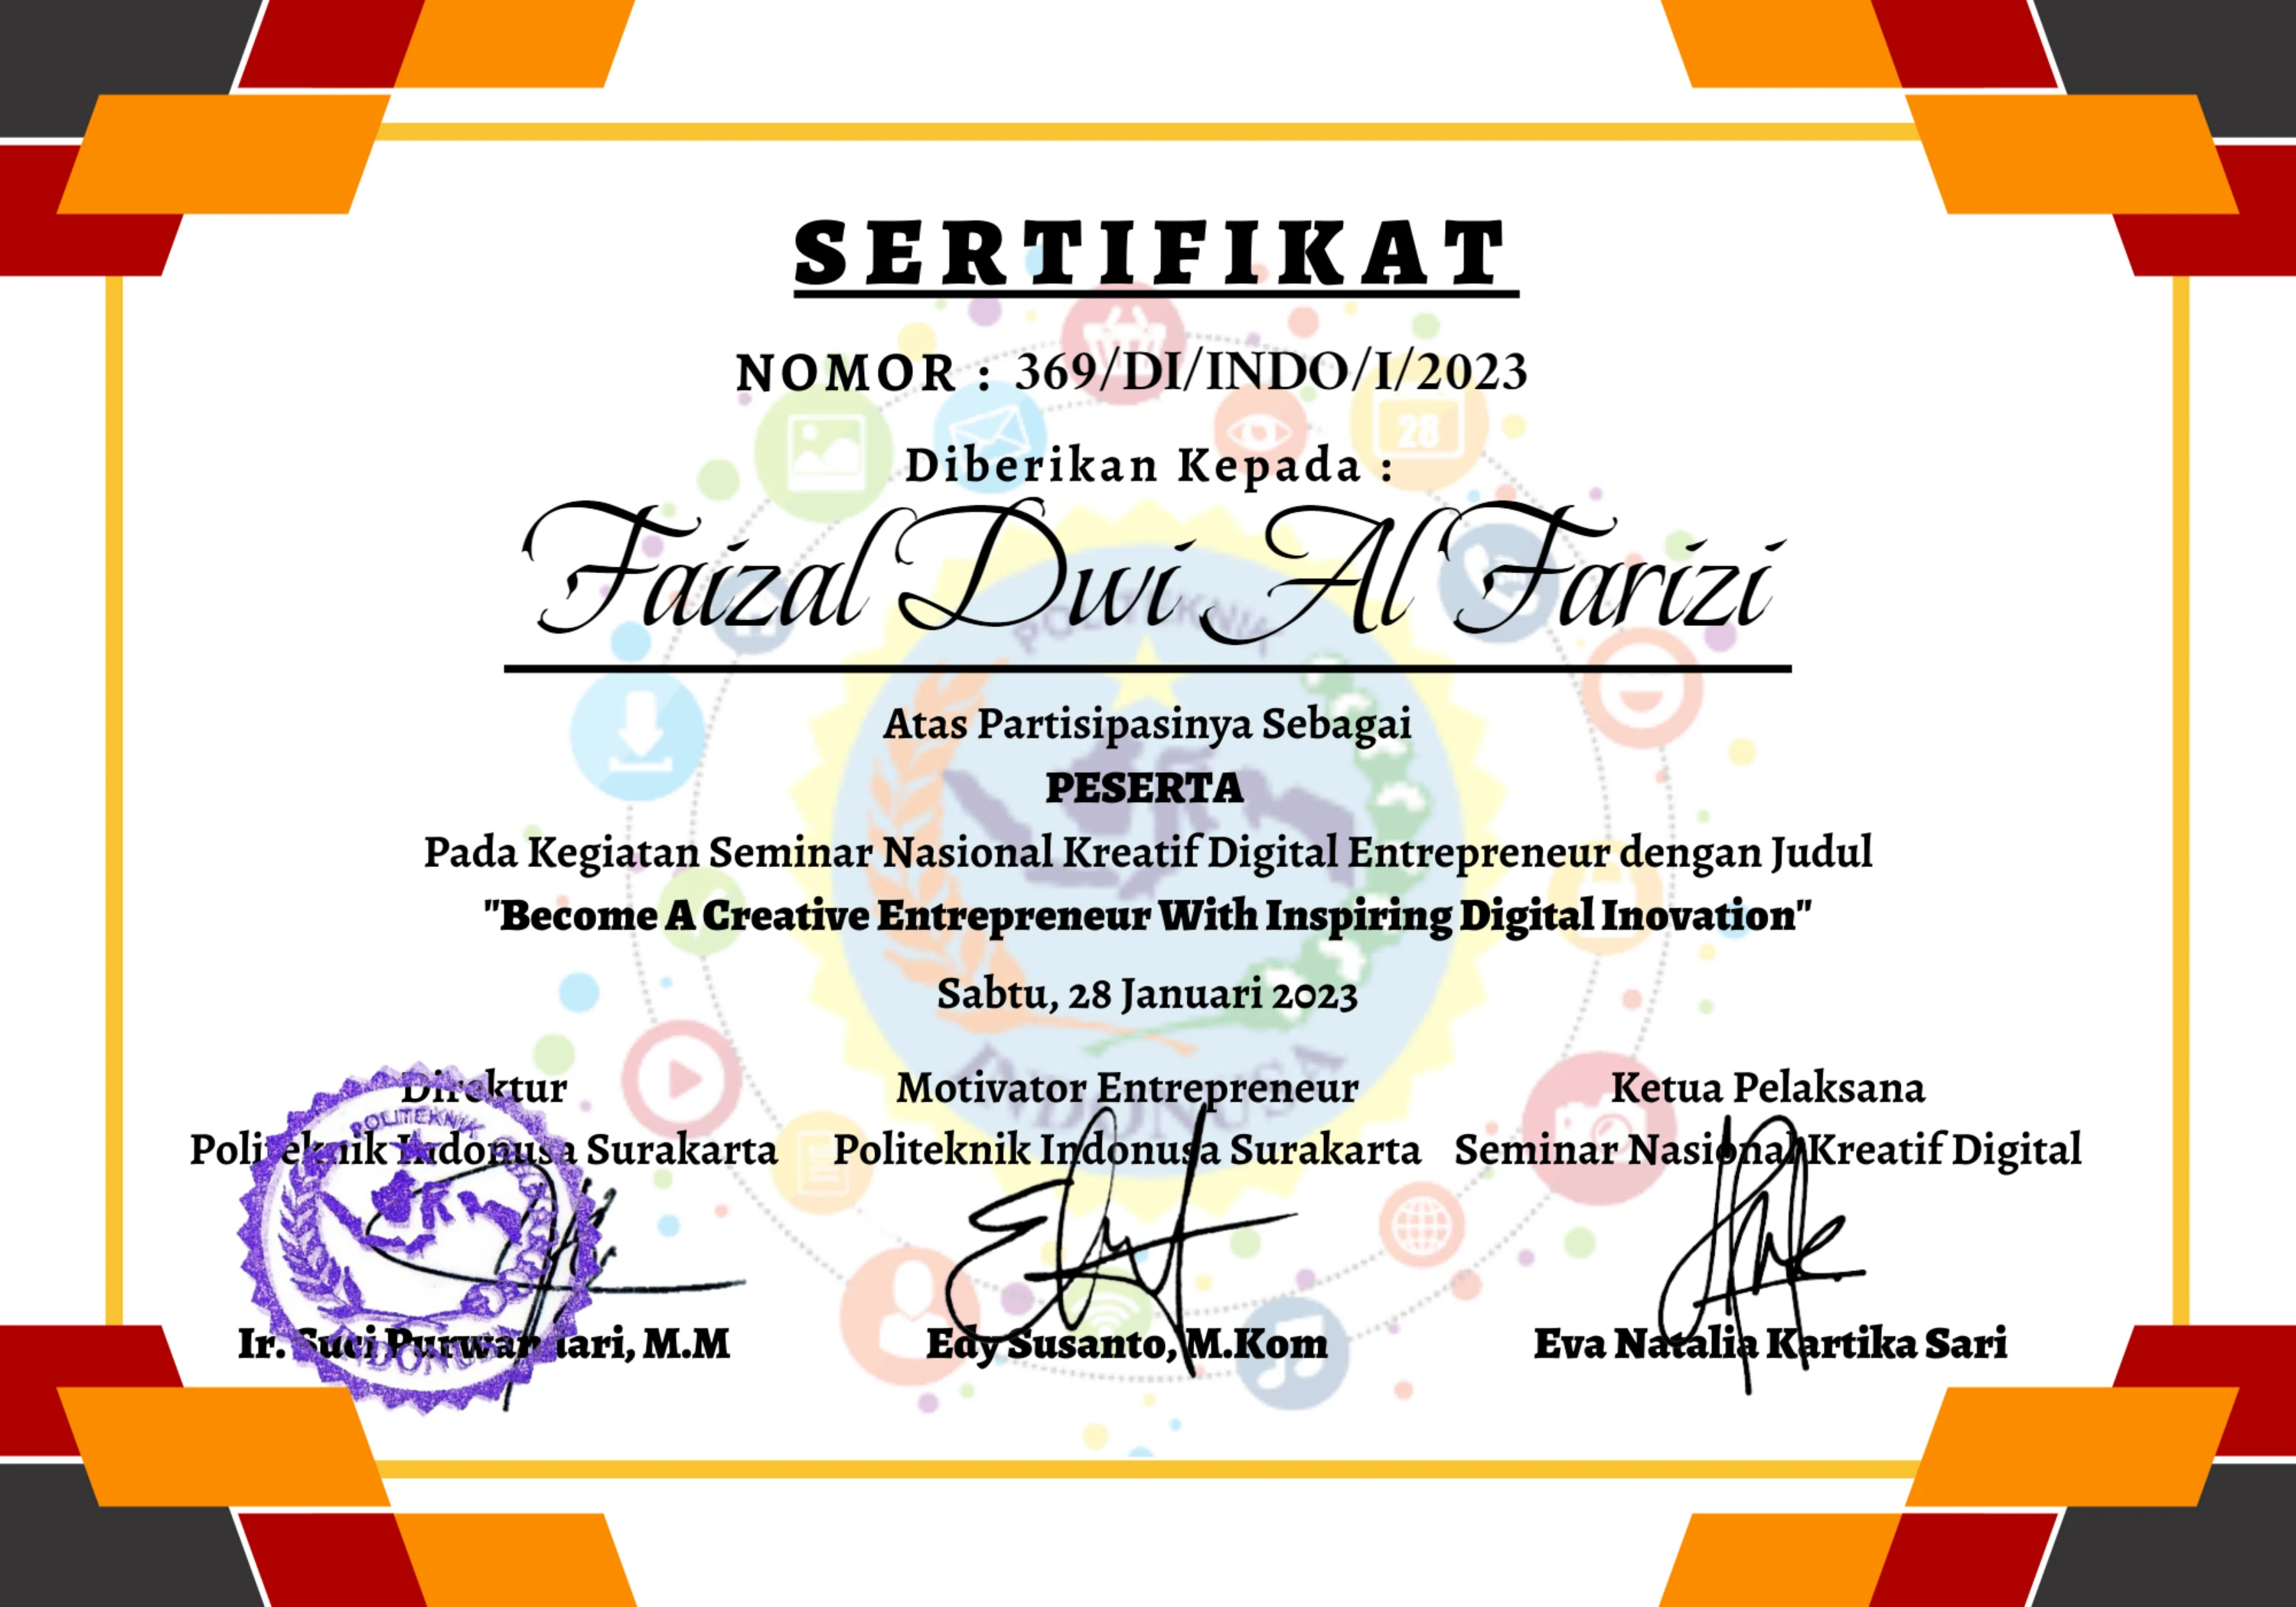 SERTIFIKAT
NOMOR : 369/DI/INDO/I/2023
Diberikan Kepada :
Faizal Dwi Al Farizi
Atas Partisipasinya Sebagai
PESERTA
Pada Kegiatan Seminar Nasional Kreatif Digital Entrepreneur dengan Judul
"Become A Creative Entrepreneur With Inspiring Digital Inovation"
Sabtu, 28 Januari 2023
Direktur
Politeknik Indonusa Surakarta
Ir. Suci Purwandari, M.M
Motivator Entrepreneur
Politeknik Indonusa Surakarta
Edy Susanto, M.Kom
Ketua Pelaksana
Seminar Nasional Kreatif Digital
Eva Natalia Kartika Sari
POLITEKNIK
INDONUSA
POLITEKNIK
INDONUSA
28